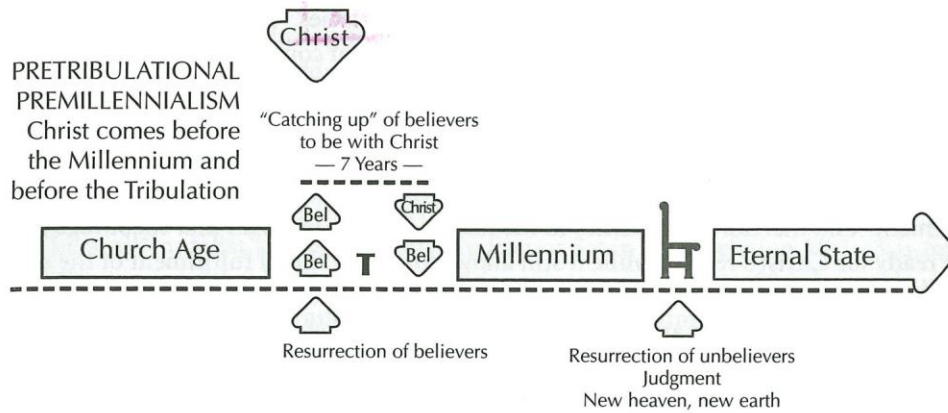 Christ
PRETRIBULATIONAL
PREMILLENNIALISM
Christ comes before
the Millennium and
before the Tribulation
"Catching up" of believers
to be with Christ
— 7 Years —
Bel
Christ
Church Age
Bel
T
Bel
Millennium
Eternal State
Resurrection of believers
Resurrection of unbelievers
Judgment
New heaven, new earth